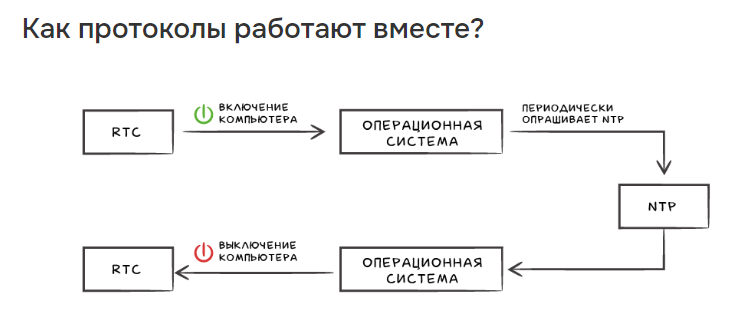 Как протоколы работают вместе?
RTC
ВКЛЮЧЕНИЕ
КОМПЬЮТЕРА
ОПЕРАЦИОННАЯ
СИСТЕМА
ПЕРИОДИЧЕСКИ
ОПРАШИВАЕТ NTP
NTP
RTC
ВЫКЛЮЧЕНИЕ
КОМПЬЮТЕРА
ОПЕРАЦИОННАЯ
СИСТЕМА